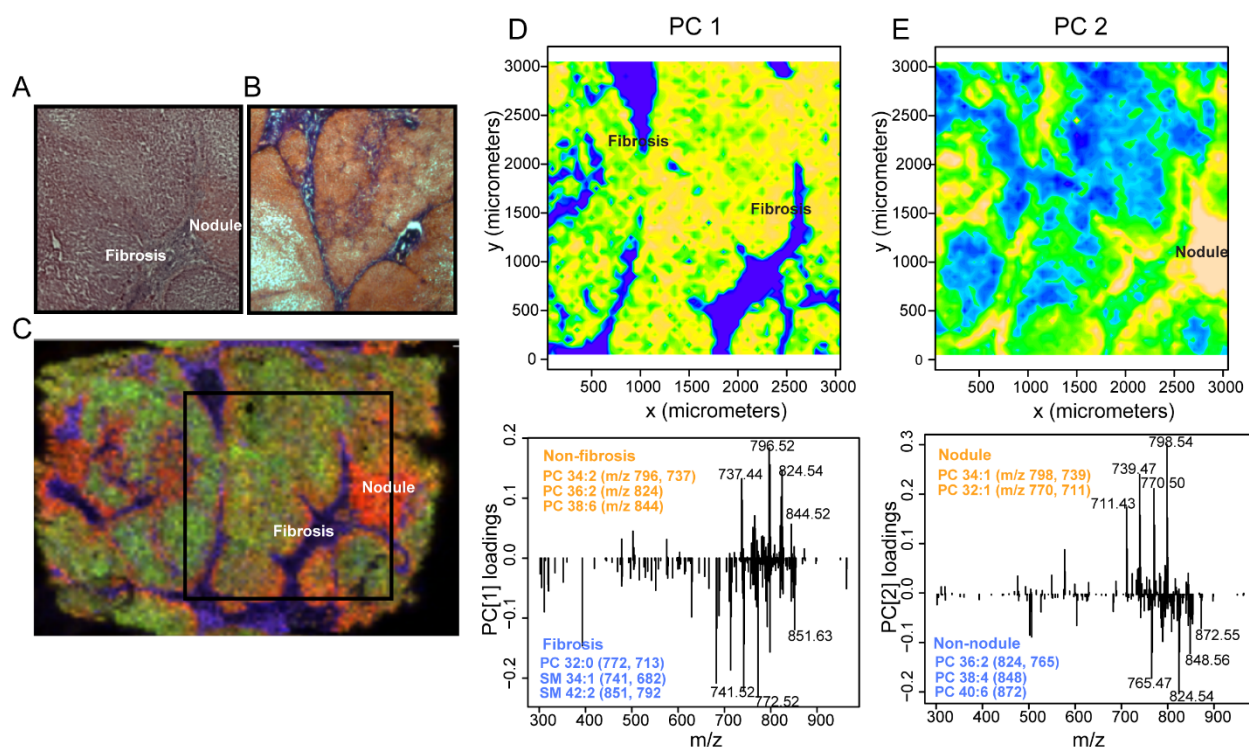 A
B
Nodule
Fibrosis
C
Nodule
Fibrosis
D
PC 1
3000
2500
2000
1500
1000
500
0
y (micrometers)
Fibrosis
Fibrosis
500
1000
1500
2000
2500
3000
x (micrometers)
E
PC 2
3000
2500
2000
1500
1000
500
0
y (micrometers)
Nodule
500
1000
1500
2000
2500
3000
x (micrometers)
0.2
0.1
0.0
-0.1
-0.2
PC[1] loadings
Non-fibrosis
PC 34:2 (m/z 796, 737)
PC 36:2 (m/z 824)
PC 38:6 (m/z 844)
796.52
737.44
824.54
844.52
851.63
741.52
772.52
Fibrosis
PC 32:0 (772, 713)
SM 34:1 (741, 682)
SM 42:2 (851, 792
300
400
500
600
700
800
900
m/z
0.3
0.2
0.1
0.0
-0.1
-0.2
PC[2] loadings
Nodule
PC 34:1 (m/z 798, 739)
PC 32:1 (m/z 770, 711)
798.54
739.47
770.50
711.43
872.55
848.56
765.47
824.54
Non-nodule
PC 36:2 (824, 765)
PC 38:4 (848)
PC 40:6 (872)
300
400
500
600
700
800
900
m/z